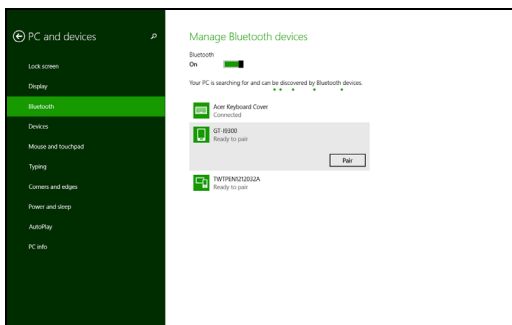 PC and devices
Lock screen
Display
Bluetooth
Devices
Mouse and touchpad
Typing
Corners and edges
Power and sleep
AutoPlay
PC info
Manage Bluetooth devices
Bluetooth
On
Your PC is searching for and can be discovered by Bluetooth devices.
Acer Keyboard Cover
Connected
GT-I9300
Ready to pair
Pair
TWTPEN1212032A
Ready to pair